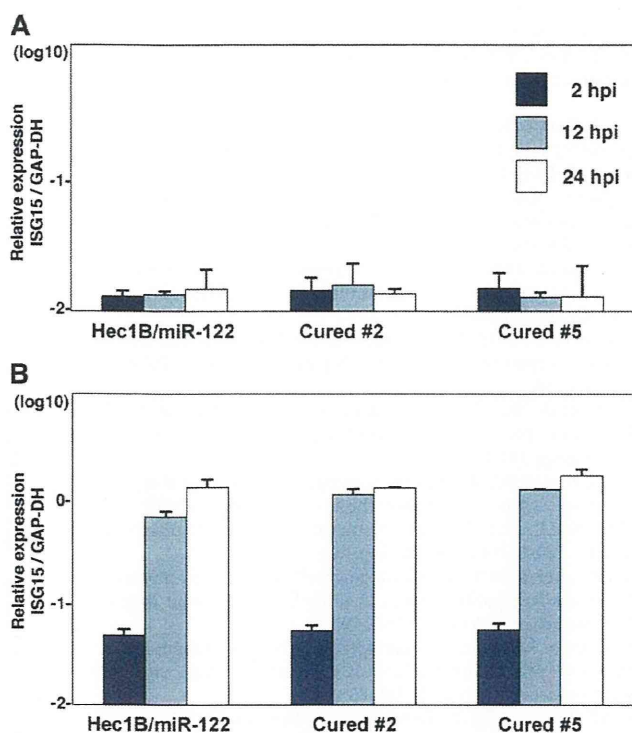 A
(log10)
Relative expression
ISG15 / GAP-DH
-1
-2
2 hpi
12 hpi
24 hpi
Hec1B/miR-122
Cured #2
Cured #5
B
(log10)
Relative expression
ISG15 / GAP-DH
0
-1
-2
Hec1B/miR-122
Cured #2
Cured #5